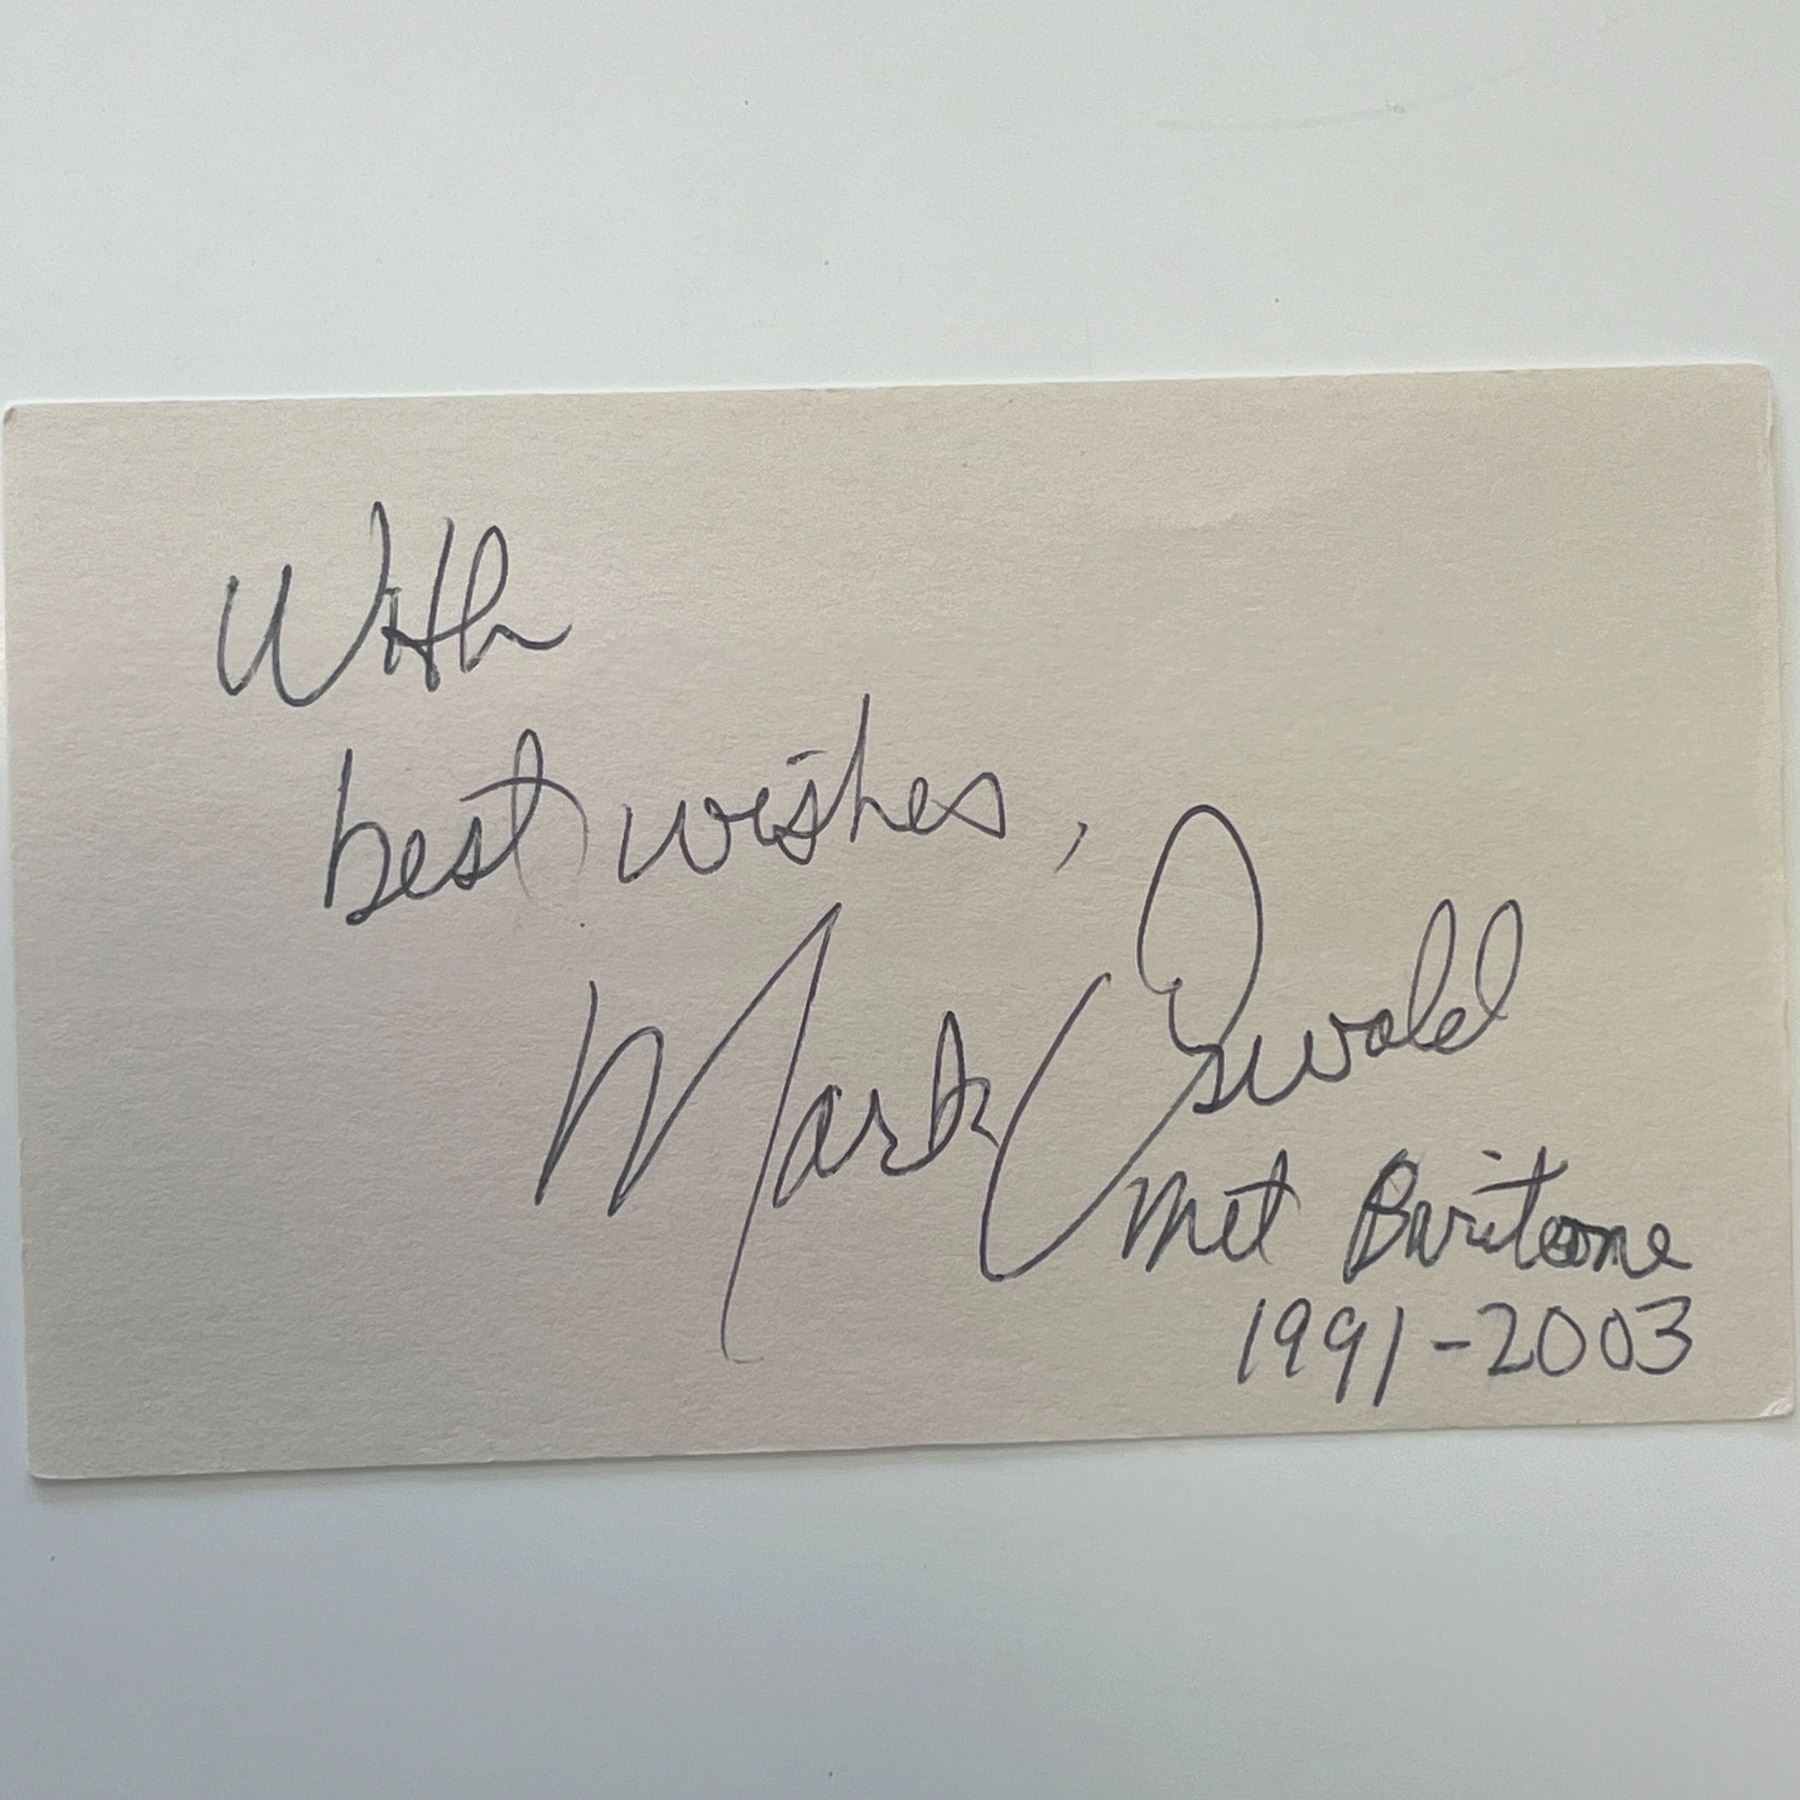 With
best wishes,
Mark Oswald
Met Baritone
1991-2003